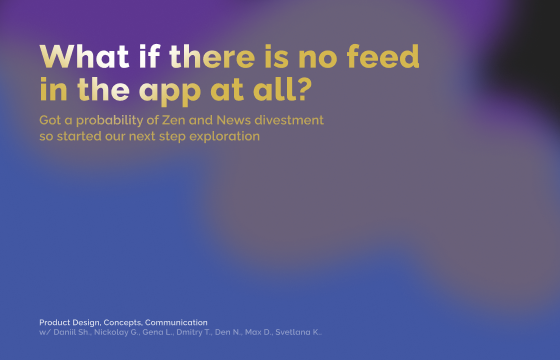 What if there is no feed
in the app at all?
Got a probability of Zen and News divestment
so started our next step exploration
Product Design, Concepts, Communication
w/ Daniil Sh., Nickolay G., Gena L., Dmitry T., Den N., Max D., Svetlana K..